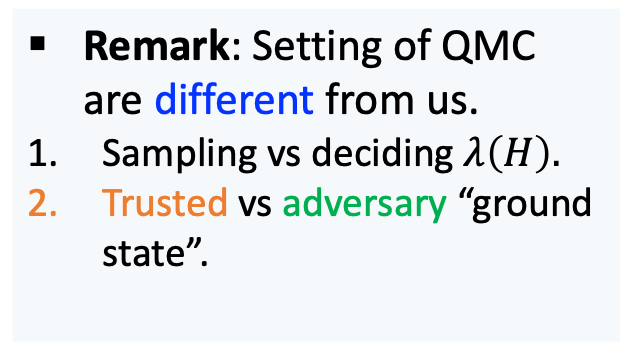 ▪ Remark: Setting of QMC
are different from us.
1. Sampling vs deciding λ(H).
2. Trusted vs adversary “ground
state”.